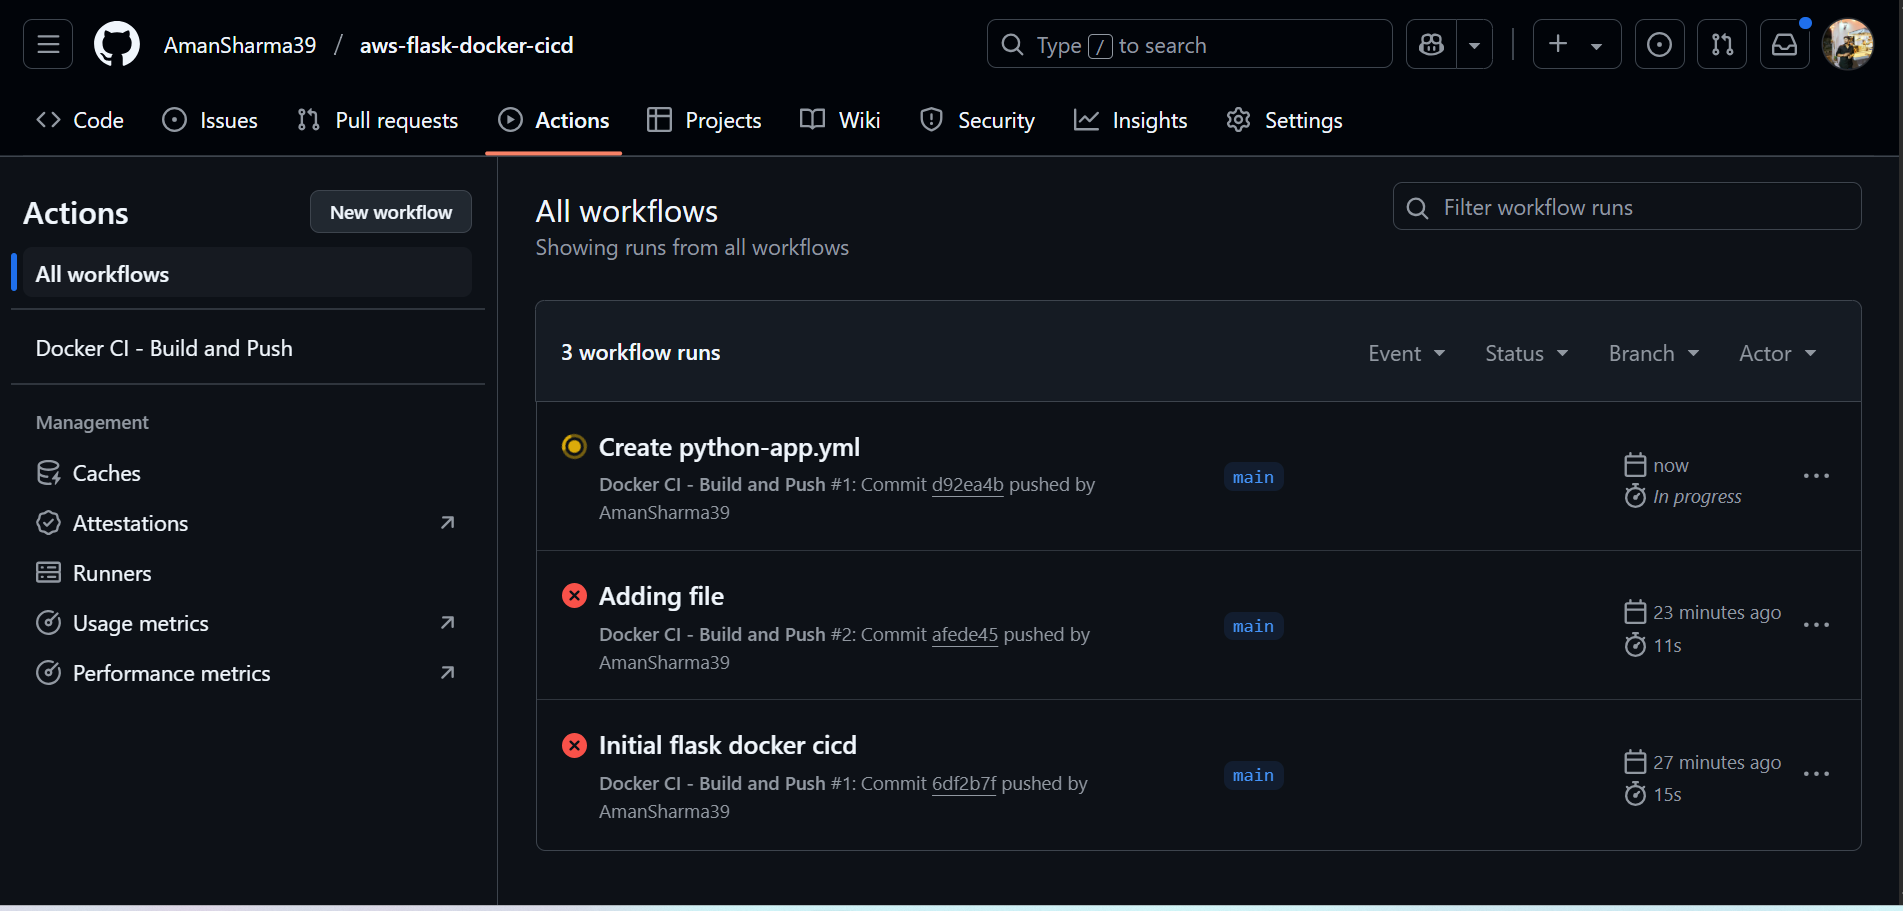 AmanSharma39 / aws-flask-docker-cicd
Type / to search
Code
Issues
Pull requests
Actions
Projects
Wiki
Security
Insights
Settings
Actions
New workflow
All workflows
Docker CI - Build and Push
Management
Caches
Attestations
Runners
Usage metrics
Performance metrics
All workflows
Showing runs from all workflows
Filter workflow runs
3 workflow runs
Event
Status
Branch
Actor
Create python-app.yml
Docker CI - Build and Push #1: Commit d92ea4b pushed by
AmanSharma39
main
now
In progress
Adding file
Docker CI - Build and Push #2: Commit afede45 pushed by
AmanSharma39
main
23 minutes ago
11s
Initial flask docker cicd
Docker CI - Build and Push #1: Commit 6df2b7f pushed by
AmanSharma39
main
27 minutes ago
15s